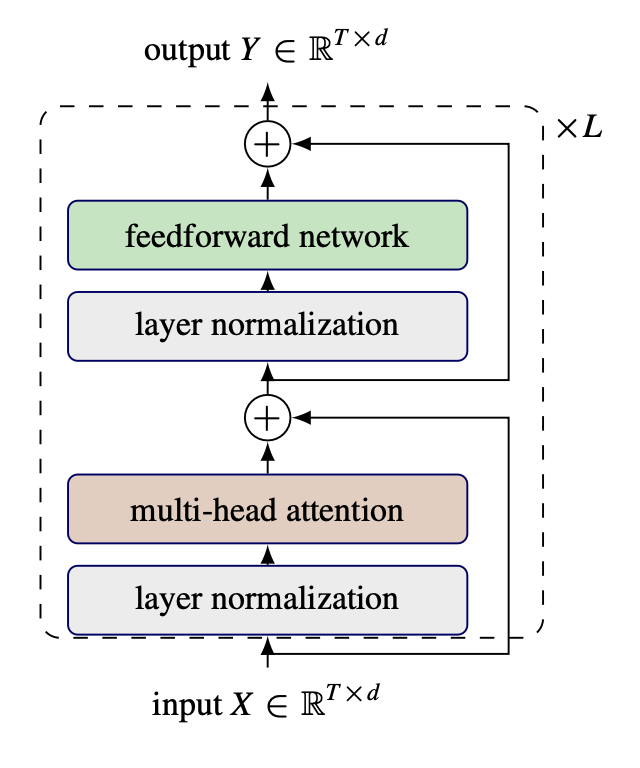 output Y ∈ ℝ^{T×d}
×L
+
feedforward network
layer normalization
+
multi-head attention
layer normalization
input X ∈ ℝ^{T×d}